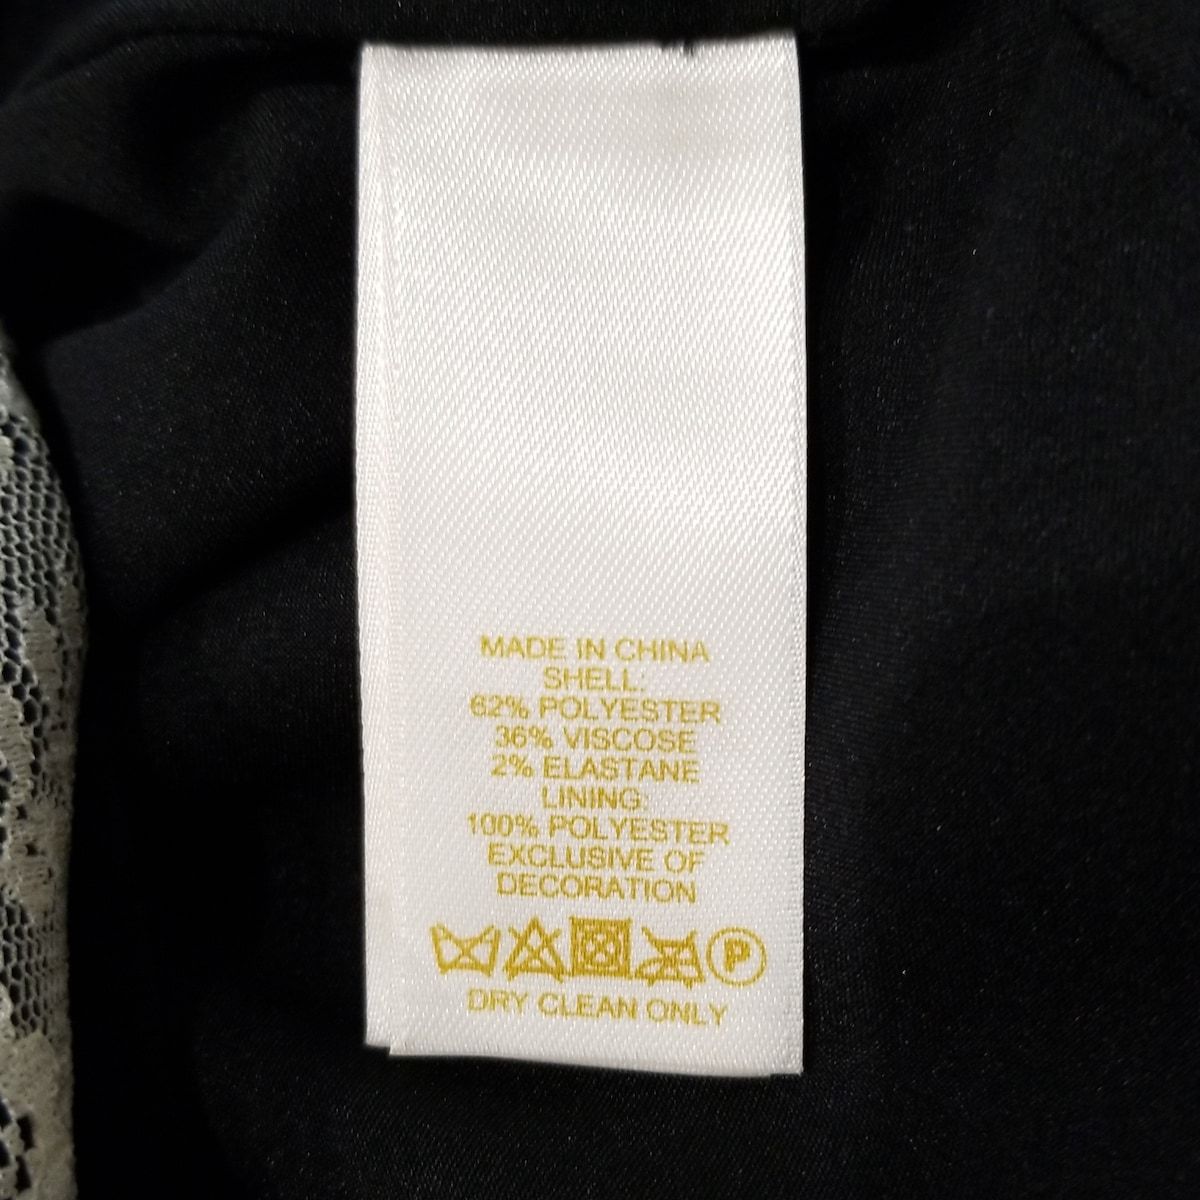 MADE IN CHINA
SHELL:
62% POLYESTER
36% VISCOSE
2% ELASTANE
LINING:
100% POLYESTER
EXCLUSIVE OF
DECORATION
P
DRY CLEAN ONLY